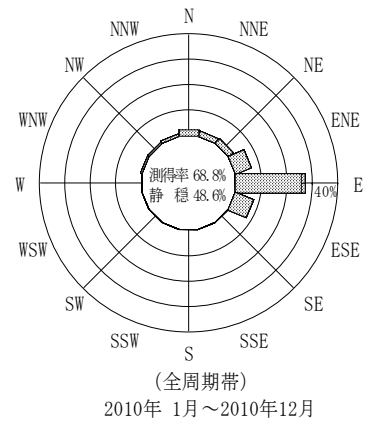 N
NNW NNE
NW NE
WNW ENE
測得率 68.8%
W E
静 穏 48.6%
40%
WSW ESE
SW SE
SSW SSE
S
(全周期帯)
2010年 1月～2010年12月